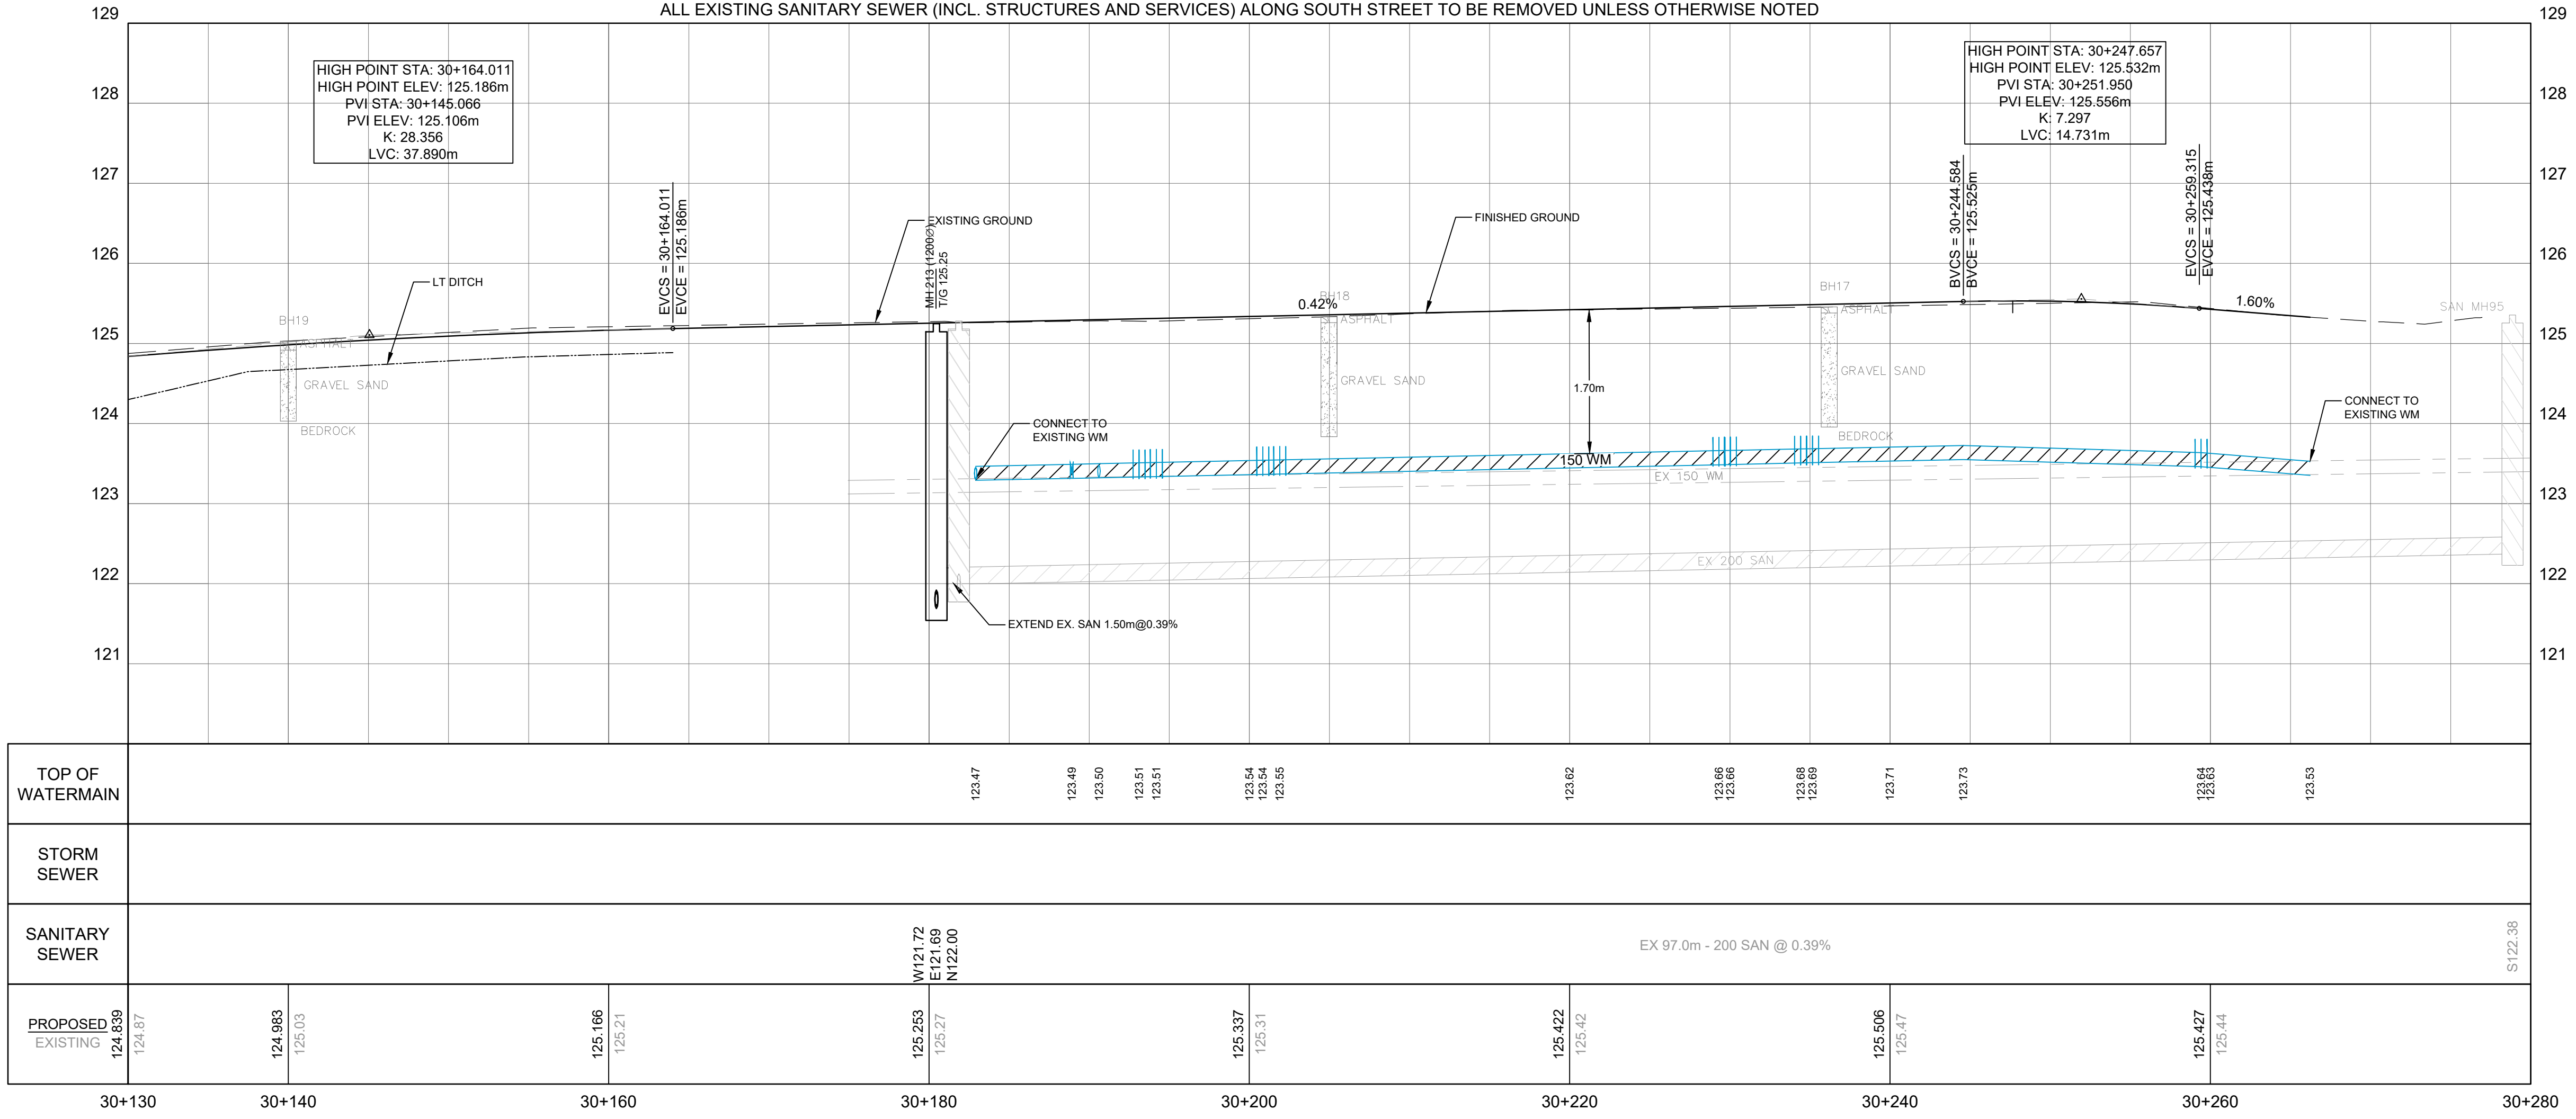 ALL EXISTING SANITARY SEWER (INCL. STRUCTURES AND SERVICES) ALONG SOUTH STREET TO BE REMOVED UNLESS OTHERWISE NOTED
129
129
128
128
127
127
126
126
125
125
124
124
123
123
122
122
121
121
HIGH POINT STA: 30+164.011
HIGH POINT ELEV: 125.186m
PVI STA: 30+145.066
PVI ELEV: 125.106m
K: 28.356
LVC: 37.890m
HIGH POINT STA: 30+247.657
HIGH POINT ELEV: 125.532m
PVI STA: 30+251.950
PVI ELEV: 125.556m
K: 7.297
LVC: 14.731m
EVCS = 30+164.011
EVCE = 125.186m
EXISTING GROUND
MH 213 (1200Ø)
T/G 125.25
FINISHED GROUND
BVCS = 30+244.584
BVCE = 125.525m
EVCS = 30+259.315
EVCE = 125.438m
LT DITCH
BH19
ASPHALT
GRAVEL SAND
BEDROCK
BH18
0.42%
ASPHALT
GRAVEL SAND
BH17
ASPHALT
GRAVEL SAND
BEDROCK
1.60%
SAN MH95
1.70m
CONNECT TO
EXISTING WM
CONNECT TO
EXISTING WM
150 WM
EX 150 WM
EX 200 SAN
EXTEND EX. SAN 1.50m@0.39%
TOP OF
WATERMAIN
123.47
123.49
123.50
123.51
123.51
123.54
123.54
123.55
123.62
123.66
123.66
123.68
123.69
123.71
123.73
123.64
123.63
123.53
STORM
SEWER
SANITARY
SEWER
W121.72
E121.69
N122.00
EX 97.0m - 200 SAN @ 0.39%
S122.38
PROPOSED
EXISTING
124.839
124.87
124.983
125.03
125.166
125.21
125.253
125.27
125.337
125.31
125.422
125.42
125.506
125.47
125.427
125.44
30+130
30+140
30+160
30+180
30+200
30+220
30+240
30+260
30+280